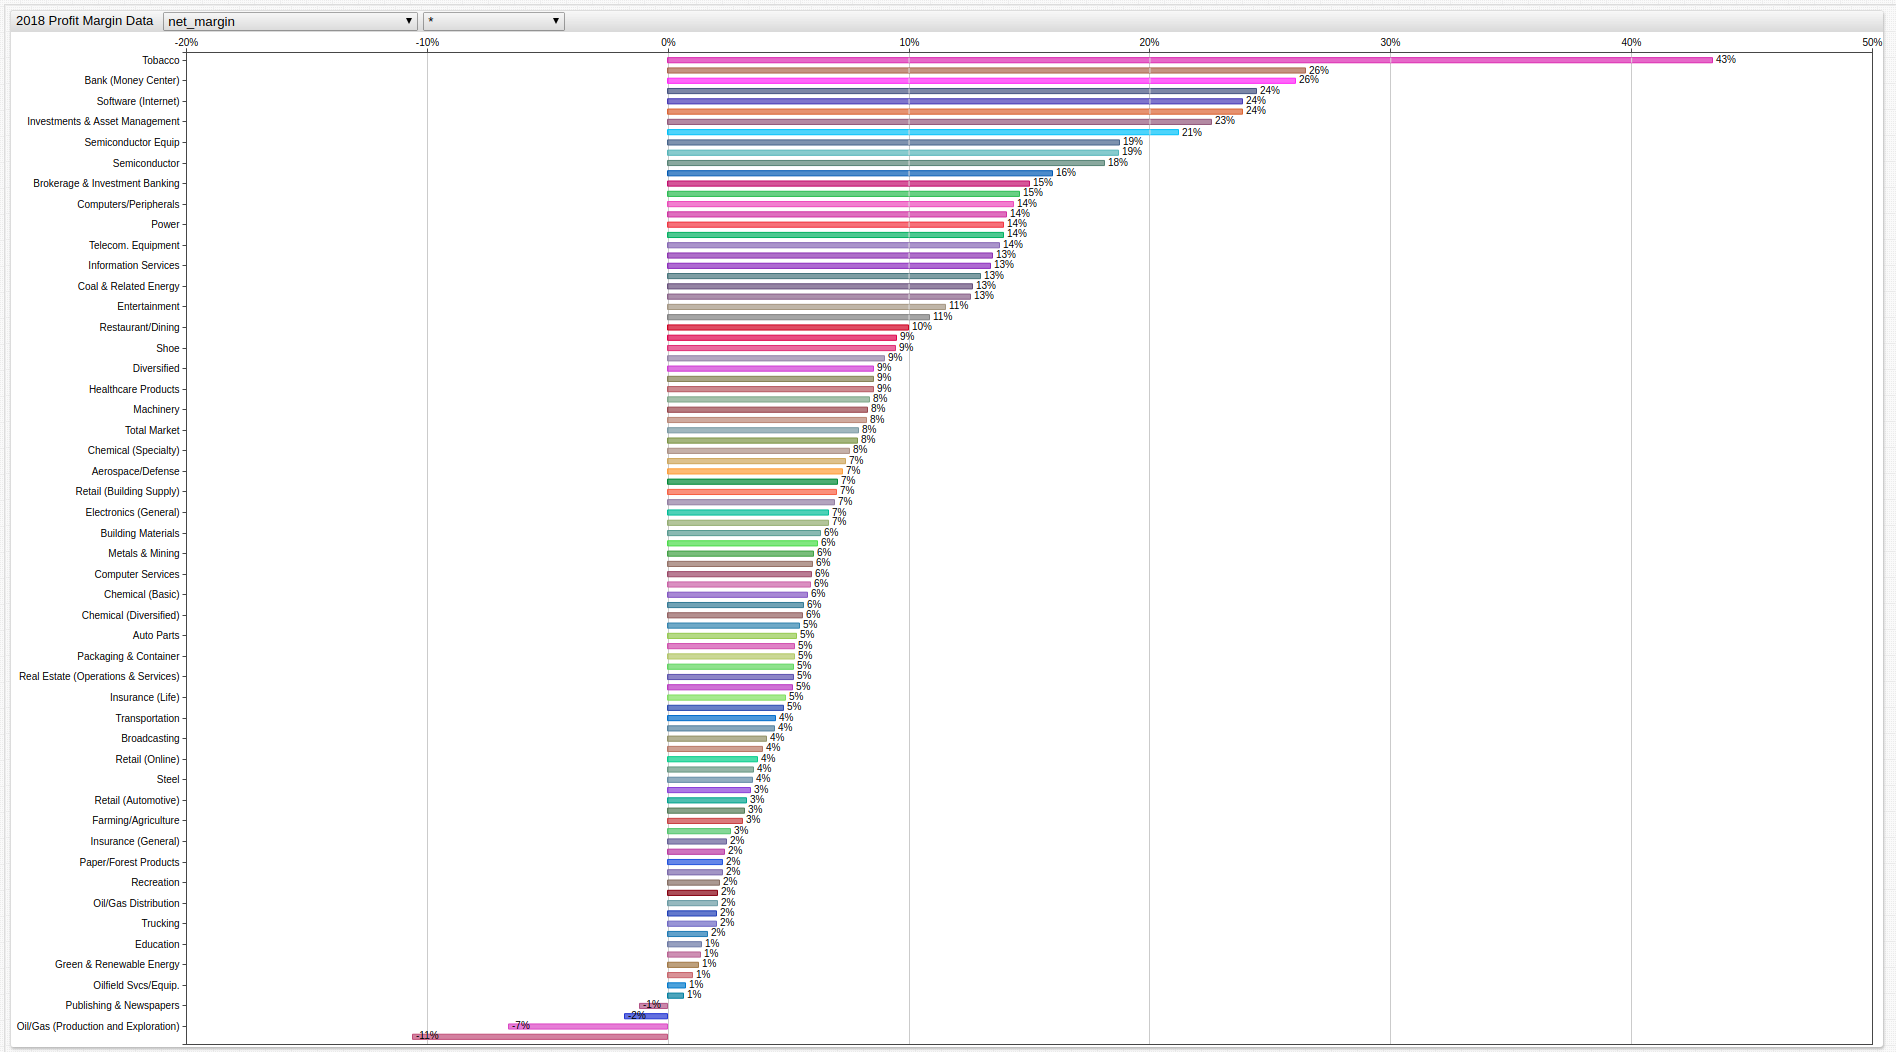 2018 Profit Margin Data net_margin ▼ * ▼
-20% -10% 0% 10% 20% 30% 40% 50%
Tobacco 43%
26%
Bank (Money Center) 26%
24%
Software (Internet) 24%
24%
Investments & Asset Management 23%
21%
Semiconductor Equip 19%
19%
Semiconductor 18%
16%
Brokerage & Investment Banking 15%
15%
Computers/Peripherals 14%
14%
Power 14%
14%
Telecom. Equipment 14%
13%
Information Services 13%
13%
Coal & Related Energy 13%
13%
Entertainment 11%
11%
Restaurant/Dining 10%
9%
Shoe 9%
9%
Diversified 9%
9%
Healthcare Products 9%
8%
Machinery 8%
8%
Total Market 8%
8%
Chemical (Specialty) 8%
7%
Aerospace/Defense 7%
7%
Retail (Building Supply) 7%
7%
Electronics (General) 7%
7%
Building Materials 6%
6%
Metals & Mining 6%
6%
Computer Services 6%
6%
Chemical (Basic) 6%
6%
Chemical (Diversified) 6%
5%
Auto Parts 5%
5%
Packaging & Container 5%
5%
Real Estate (Operations & Services) 5%
5%
Insurance (Life) 5%
5%
Transportation 4%
4%
Broadcasting 4%
4%
Retail (Online) 4%
4%
Steel 4%
3%
Retail (Automotive) 3%
3%
Farming/Agriculture 3%
3%
Insurance (General) 2%
2%
Paper/Forest Products 2%
2%
Recreation 2%
2%
Oil/Gas Distribution 2%
2%
Trucking 2%
2%
Education 1%
1%
Green & Renewable Energy 1%
1%
Oilfield Svcs/Equip. 1%
1%
Publishing & Newspapers -1%
-2%
Oil/Gas (Production and Exploration) -7%
-11%